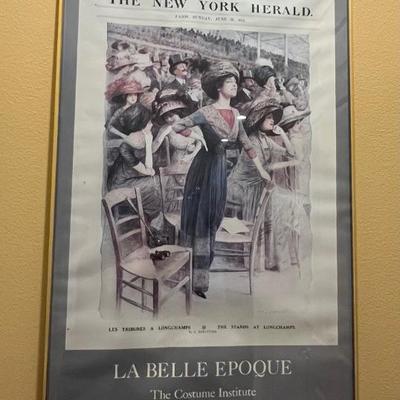 THE NEW YORK HERALD.
PARIS, SUNDAY, JUNE
LES TRIBUNES A LONGCHAMPS THE STANDS AT LONGCHAMPS.
LA BELLE EPOQUE
The Costume Institute